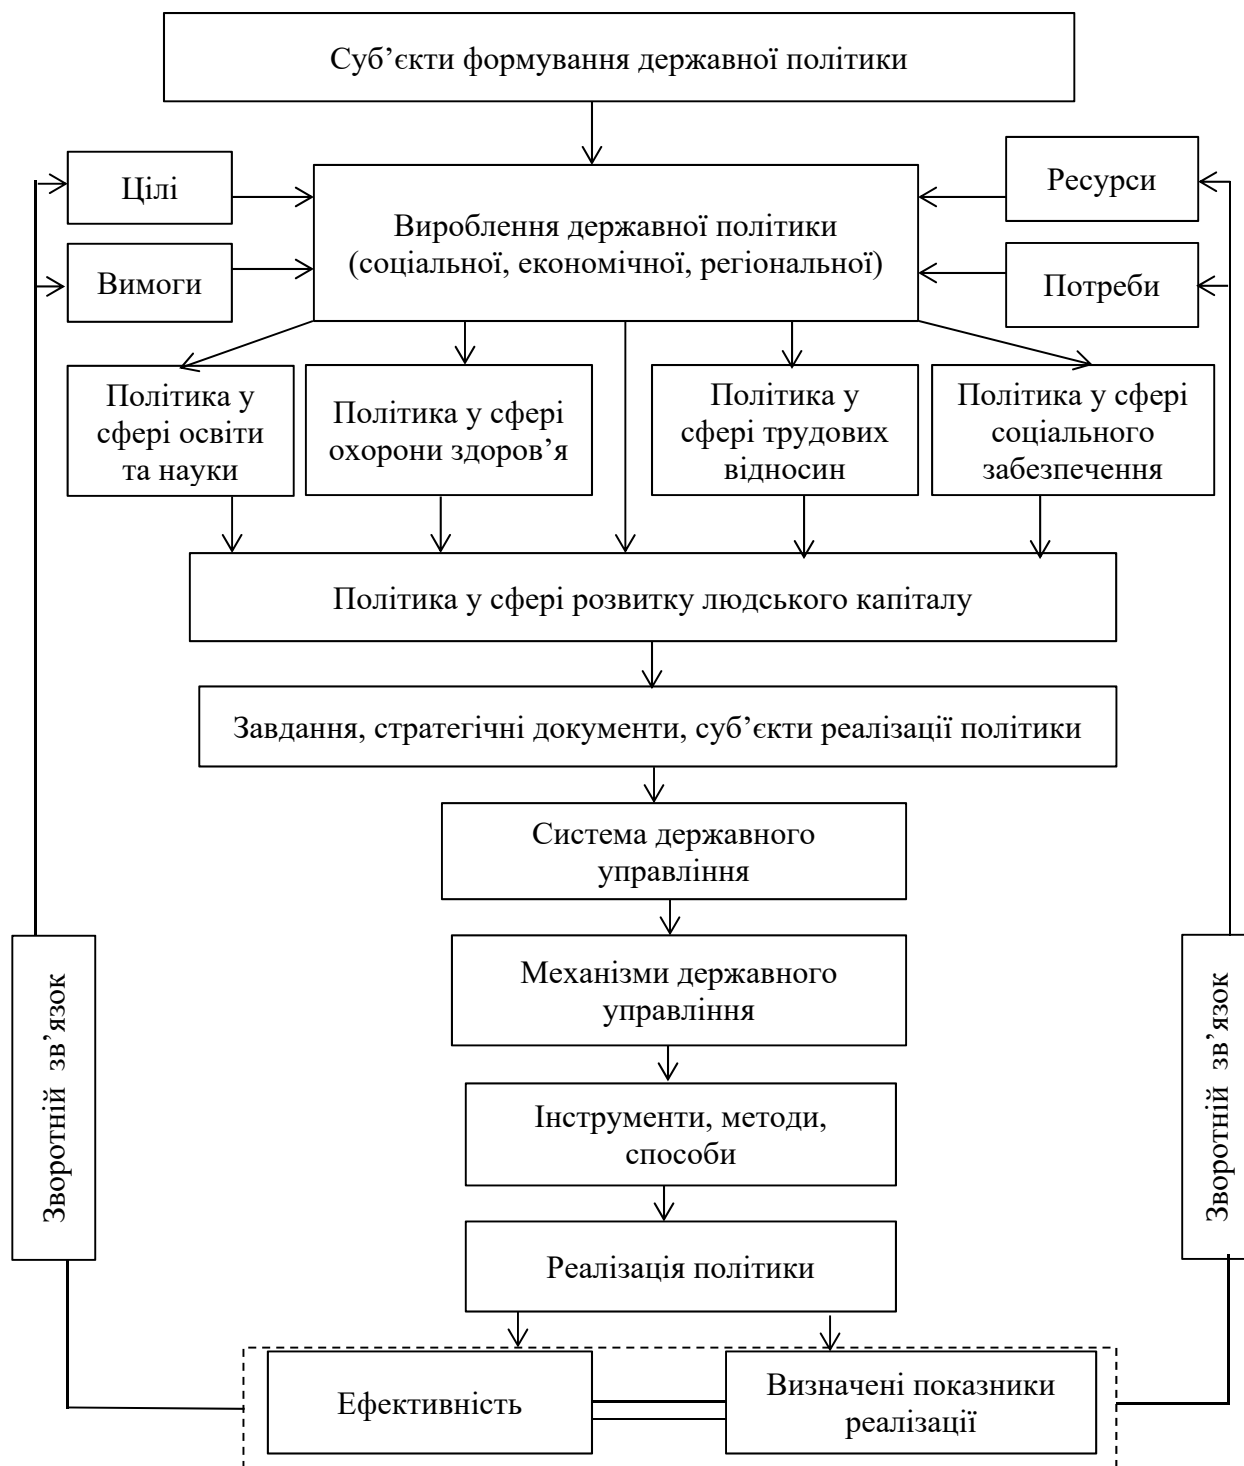 Суб’єкти формування державної політики
Цілі
Вимоги
Вироблення державної політики
(соціальної, економічної, регіональної)
Ресурси
Потреби
Політика у
сфері освіти
та науки
Політика у сфері
охорони здоров’я
Політика у
сфері трудових
відносин
Політика у сфері
соціального
забезпечення
Політика у сфері розвитку людського капіталу
Завдання, стратегічні документи, суб’єкти реалізації політики
Система державного
управління
Механізми державного
управління
Інструменти, методи,
способи
Реалізація політики
Зворотній зв’язок
Зворотній зв’язок
Ефективність
Визначені показники
реалізації